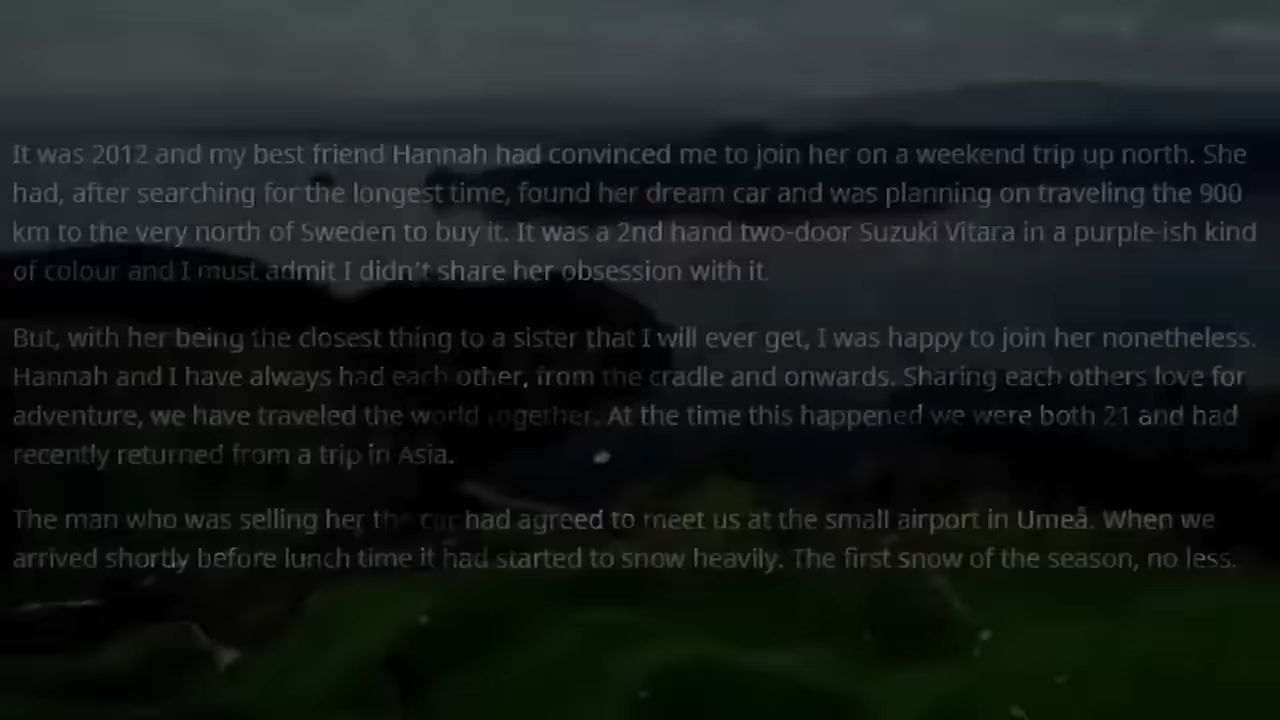 It was 2012 and my best friend Hannah had convinced me to join her on a weekend trip up north. She
had, after searching for the longest time, found her dream car and was planning on traveling the 900
km to the very north of Sweden to buy it. It was a 2nd hand two-door Suzuki Vitara in a purple-ish kind
of colour and I must admit I didn't share her obsession with it.
But, with her being the closest thing to a sister that I will ever get, I was happy to join her nonetheless.
Hannah and I have always had each other, from the cradle and onwards. Sharing each others love for
adventure, we have traveled the world together. At the time this happened we were both 21 and had
recently returned from a trip in Asia.
The man who was selling her the car had agreed to meet us at the small airport in Umeå. When we
arrived shortly before lunch time it had started to snow heavily. The first snow of the season, no less.